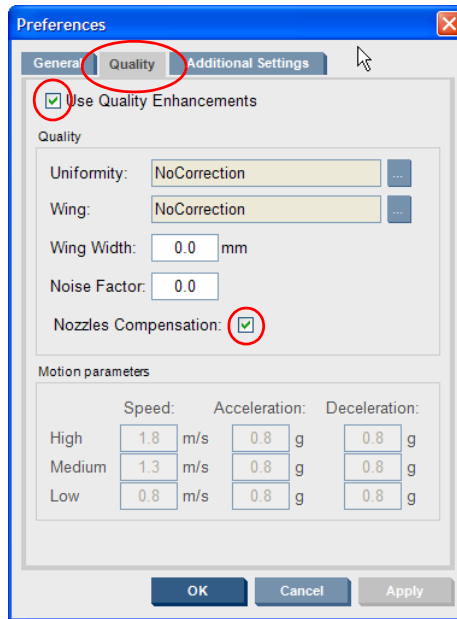 Preferences
General Quality Additional Settings
Use Quality Enhancements
Quality
Uniformity: NoCorrection ...
Wing: NoCorrection ...
Wing Width: 0.0 mm
Noise Factor: 0.0
Nozzles Compensation:
Motion parameters
Speed: Acceleration: Deceleration:
High 1.8 m/s 0.8 g 0.8 g
Medium 1.3 m/s 0.8 g 0.8 g
Low 0.8 m/s 0.8 g 0.8 g
OK Cancel Apply